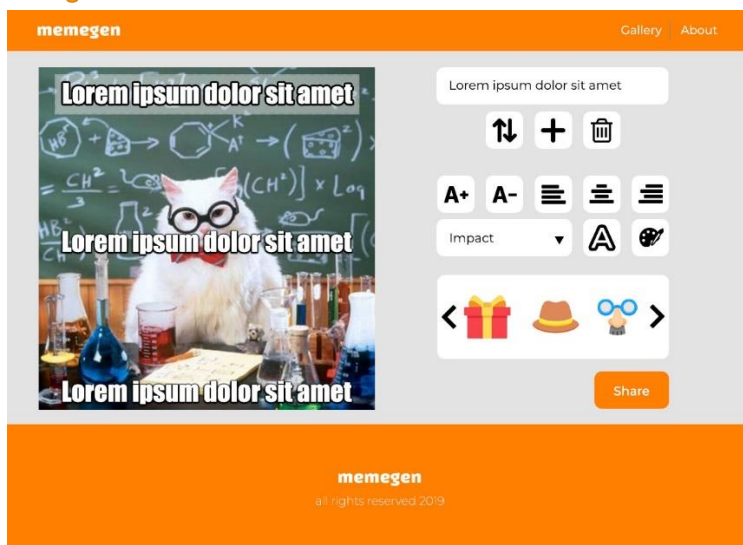 memegen
Gallery
About
Lorem ipsum dolor sit amet
Lorem ipsum dolor sit amet
Lorem ipsum dolor sit amet
Lorem ipsum dolor sit amet
A+
A-
Impact
A
Share
memegen
all rights reserved 2019